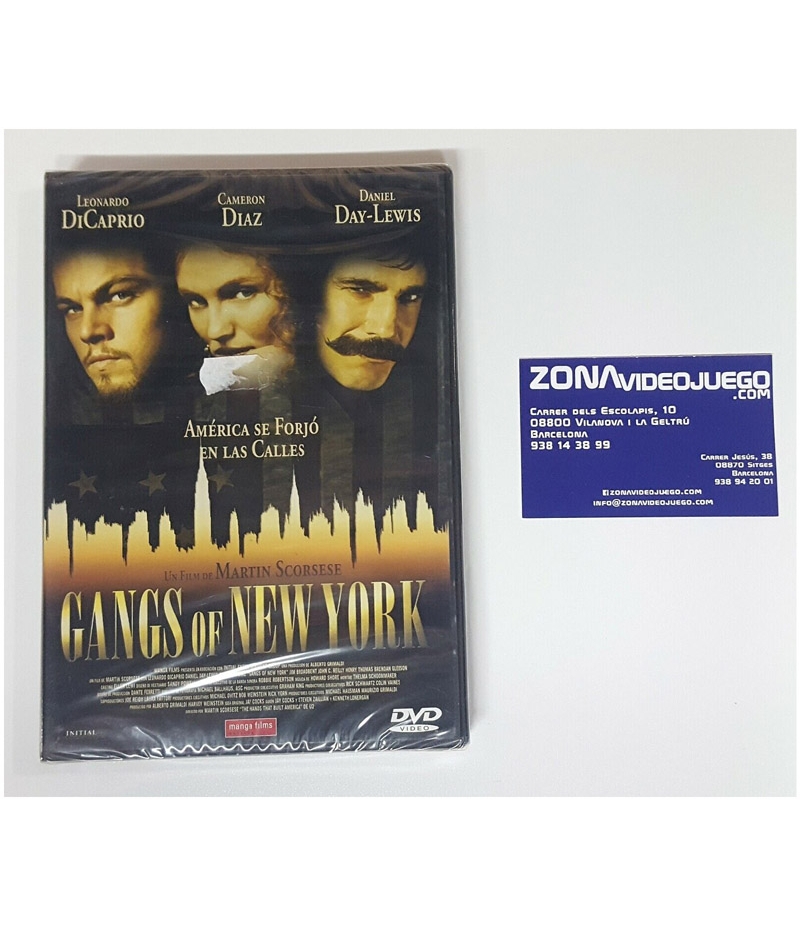 LEONARDO
DICAPRIO
CAMERON
DIAZ
DANIEL
DAY-LEWIS
AMÉRICA SE FORJÓ
EN LAS CALLES
UN FILM DE MARTIN SCORSESE
GANGS OF NEW YORK
INITIAL
manga films
DVD
VIDEO
ZONAVIDEOJUEGO
.COM
CARRER DELS ESCOLAPIS, 10
08800 VILANOVA I LA GELTRÚ
BARCELONA
938 14 38 99
CARRER JESÚS, 38
08870 SITGES
BARCELONA
938 94 20 01
ZONAVIDEOJUEGO.COM
INFO@ZONAVIDEOJUEGO.COM